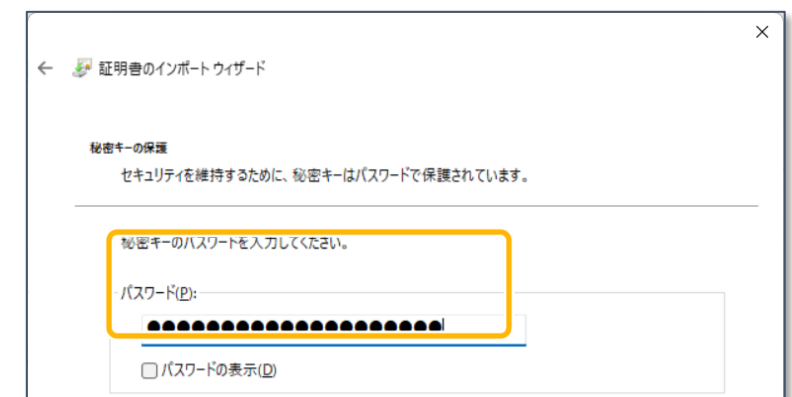 証明書のインポート ウィザード
秘密キーの保護
セキュリティを維持するために、秘密キーはパスワードで保護されています。
秘密キーのパスワードを入力してください。
パスワード(P):
●●●●●●●●●●●●●●●●●●●●
パスワードの表示(D)